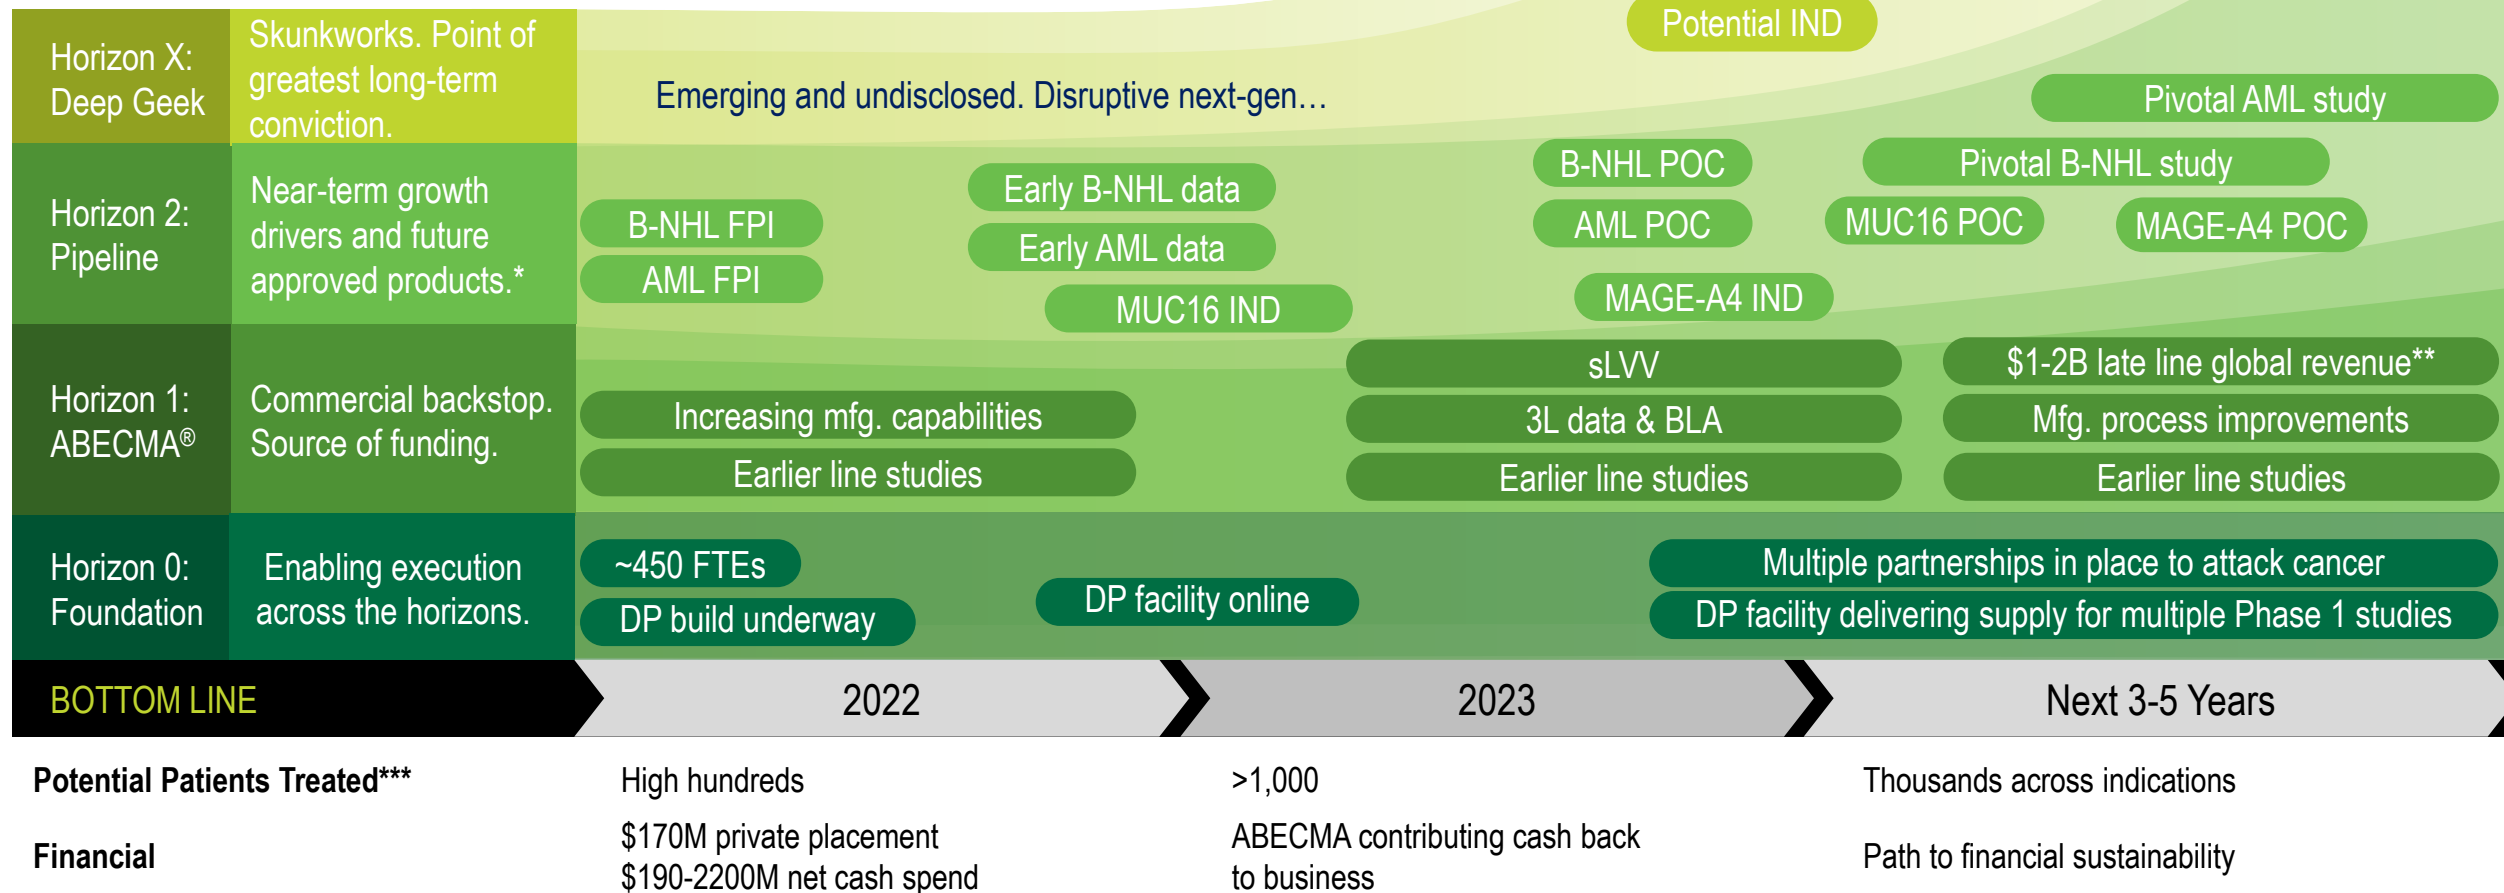 Horizon X:
Deep Geek
Skunkworks. Point of
greatest long-term
conviction.
Emerging and undisclosed. Disruptive next-gen…
Potential IND
Pivotal AML study
Horizon 2:
Pipeline
Near-term growth
drivers and future
approved products.*
B-NHL FPI
AML FPI
Early B-NHL data
Early AML data
MUC16 IND
B-NHL POC
AML POC
MAGE-A4 IND
Pivotal B-NHL study
MUC16 POC
MAGE-A4 POC
Horizon 1:
ABECMA®
Commercial backstop.
Source of funding.
Increasing mfg. capabilities
Earlier line studies
sLVV
3L data & BLA
Earlier line studies
$1-2B late line global revenue**
Mfg. process improvements
Earlier line studies
Horizon 0:
Foundation
Enabling execution
across the horizons.
~450 FTEs
DP build underway
DP facility online
Multiple partnerships in place to attack cancer
DP facility delivering supply for multiple Phase 1 studies
BOTTOM LINE
2022
2023
Next 3-5 Years
Potential Patients Treated***
High hundreds
>1,000
Thousands across indications
Financial
$170M private placement
$190-2200M net cash spend
ABECMA contributing cash back
to business
Path to financial sustainability